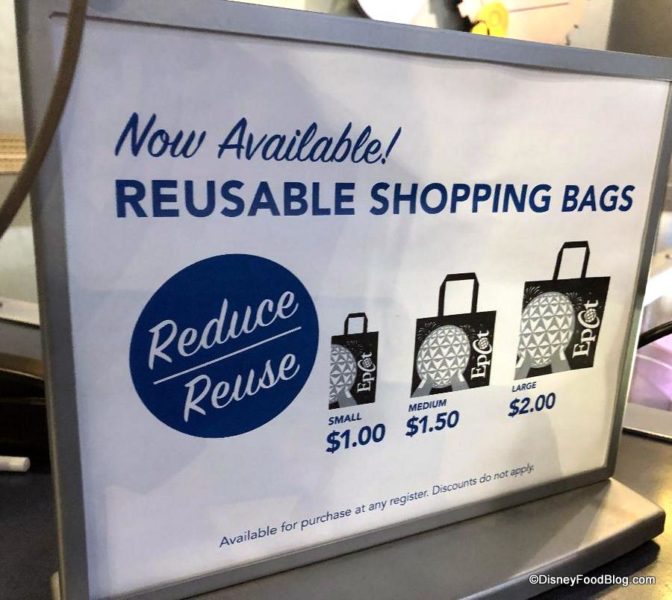 Now Available!
REUSABLE SHOPPING BAGS
Reduce
Reuse
Epcot
SMALL
$1.00
Epcot
MEDIUM
$1.50
Epcot
LARGE
$2.00
Available for purchase at any register. Discounts do not apply.
©DisneyFoodBlog.com